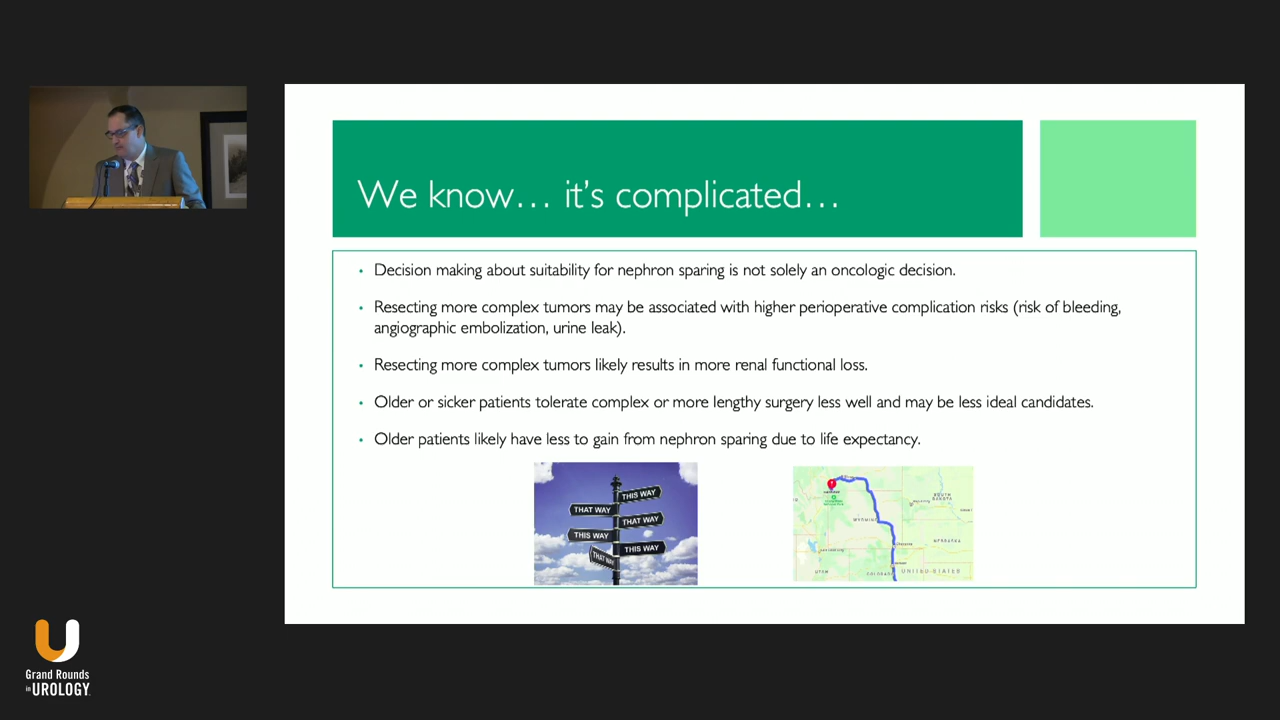 We know… it's complicated…
• Decision making about suitability for nephron sparing is not solely an oncologic decision.
• Resecting more complex tumors may be associated with higher perioperative complication risks (risk of bleeding,
angiographic embolization, urine leak).
• Resecting more complex tumors likely results in more renal functional loss.
• Older or sicker patients tolerate complex or more lengthy surgery less well and may be less ideal candidates.
• Older patients likely have less to gain from nephron sparing due to life expectancy.
THIS WAY
THAT WAY
THAT WAY
THIS WAY
THIS WAY
THAT WAY
SOUTH
DAKOTA
WYOMING
NEBRASKA
UTAH
COLORADO
UNITED STATES
Grand Rounds
in UROLOGY